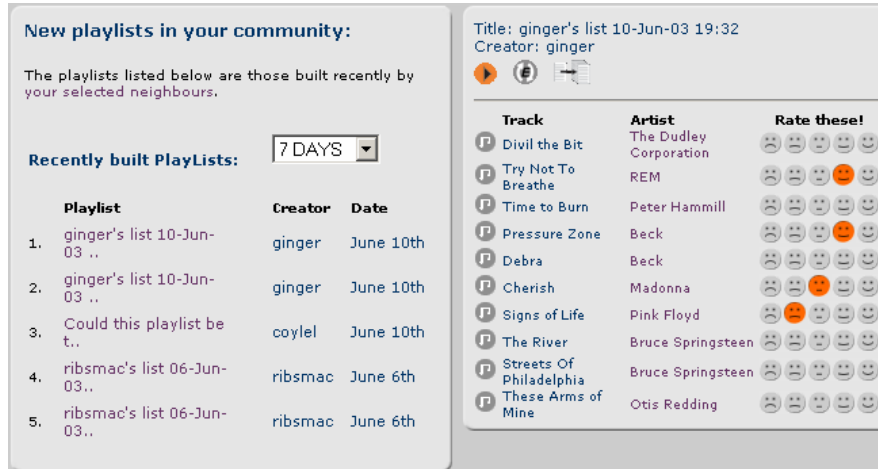 New playlists in your community:
The playlists listed below are those built recently by
your selected neighbours.
Recently built PlayLists:
7 DAYS
Playlist Creator Date
1. ginger's list 10-Jun-
03 .. ginger June 10th
2. ginger's list 10-Jun-
03 .. ginger June 10th
3. Could this playlist be
t.. coylel June 10th
4. ribsmac's list 06-Jun-
03.. ribsmac June 6th
5. ribsmac's list 06-Jun-
03.. ribsmac June 6th
Title: ginger's list 10-Jun-03 19:32
Creator: ginger
Track Artist Rate these!
Divil the Bit The Dudley
Corporation
Try Not To
Breathe REM
Time to Burn Peter Hammill
Pressure Zone Beck
Debra Beck
Cherish Madonna
Signs of Life Pink Floyd
The River Bruce Springsteen
Streets Of
Philadelphia Bruce Springsteen
These Arms of
Mine Otis Redding